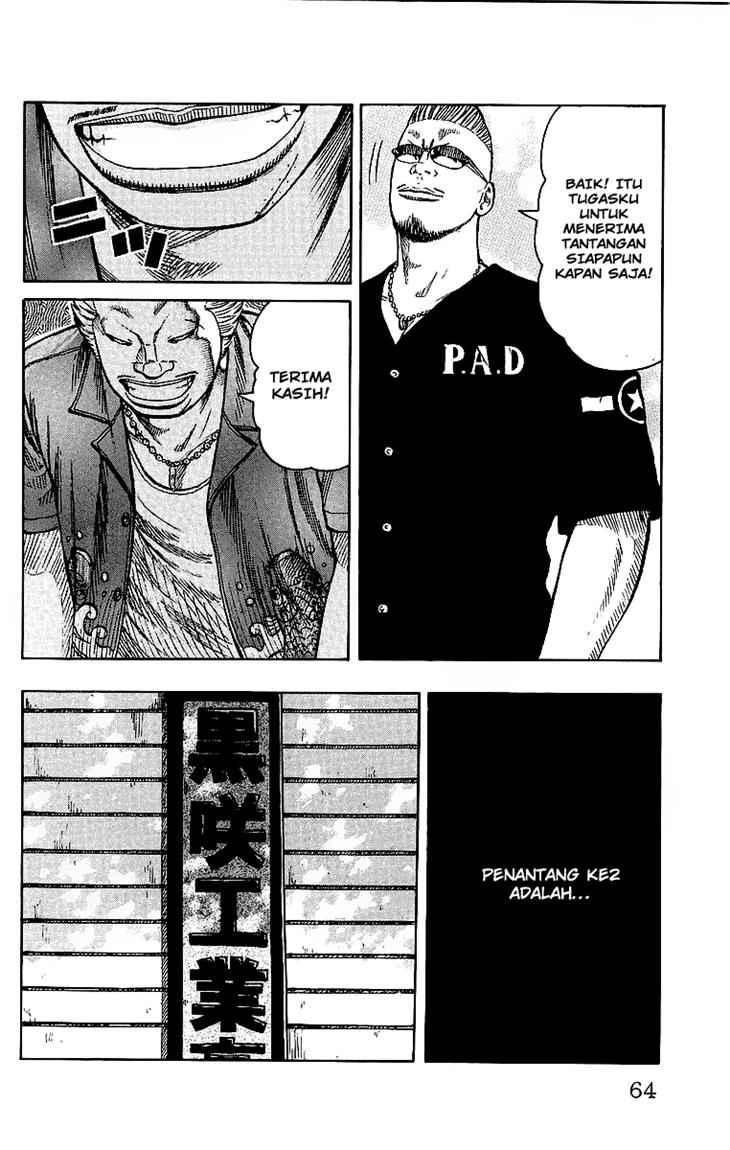 BAIK! ITU
TUGASKU
UNTUK
MENERIMA
TANTANGAN
SIAPAPUN
KAPAN SAJA!
P.A.D
ニッ
TERIMA
KASIH!
PENANTANG KE2
ADALAH...
黒咲工業
64